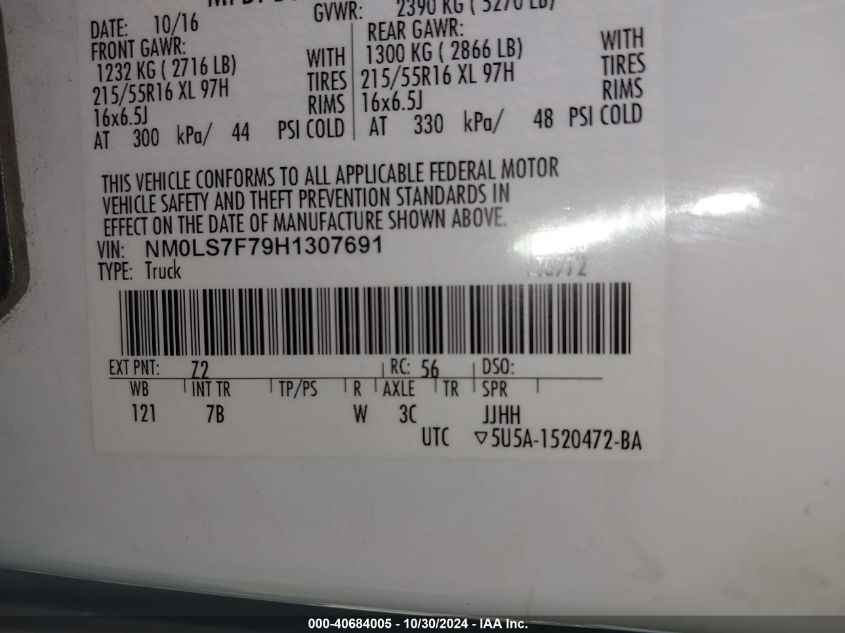 DATE: 10/16 GVWR: 2390 KG ( 5270 LB)
FRONT GAWR: REAR GAWR:
1232 KG ( 2716 LB) WITH 1300 KG ( 2866 LB) WITH
215/55R16 XL 97H TIRES 215/55R16 XL 97H TIRES
16x6.5J RIMS 16x6.5J RIMS
AT 300 kPa/ 44 PSI COLD AT 330 kPa/ 48 PSI COLD
THIS VEHICLE CONFORMS TO ALL APPLICABLE FEDERAL MOTOR
VEHICLE SAFETY AND THEFT PREVENTION STANDARDS IN
EFFECT ON THE DATE OF MANUFACTURE SHOWN ABOVE.
VIN: NM0LS7F79H1307691
TYPE: Truck
EXT PNT: Z2 RC: 56 DSO:
WB INT TR TP/PS R AXLE TR SPR
121 7B W 3C JJHH
UTC ▽5U5A-1520472-BA
000-40684005 - 10/30/2024 - IAA Inc.